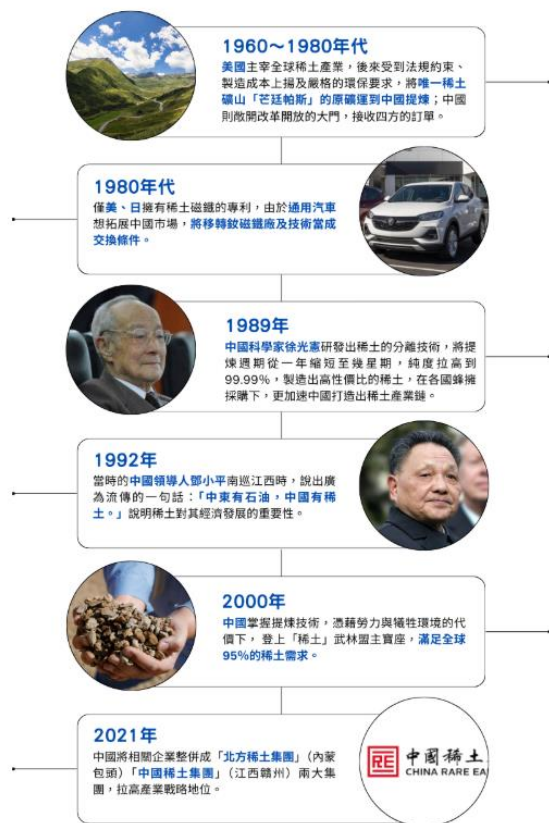 1960～1980年代
美國主宰全球稀土產業，後來受到法規約束、
製造成本上揚及嚴格的環保要求，將唯一稀土
礦山「芒廷帕斯」的原礦運到中國提煉；中國
則敞開改革開放的大門，接收四方的訂單。
1980年代
僅美、日擁有稀土磁鐵的專利，由於通用汽車
想拓展中國市場，將移轉釹磁鐵廠及技術當成
交換條件。
1989年
中國科學家徐光憲研發出稀土的分離技術，將提
煉週期從一年縮短至幾星期，純度拉高到
99.99%，製造出高性價比的稀土，在各國蜂擁
採購下，更加速中國打造出稀土產業鏈。
1992年
當時的中國領導人鄧小平南巡江西時，說出廣
為流傳的一句話：「中東有石油，中國有稀
土。」說明稀土對其經濟發展的重要性。
2000年
中國掌握提煉技術，憑藉勞力與犧牲環境的代
價下，登上「稀土」武林盟主寶座，滿足全球
95%的稀土需求。
2021年
中國將相關企業整併成「北方稀土集團」（內蒙
包頭）「中國稀土集團」（江西贛州）兩大集
團，拉高產業戰略地位。
RE
中國稀土
CHINA RARE EA